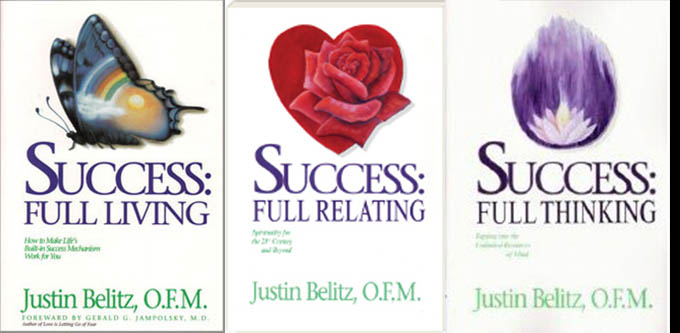 SUCCESS:
FULL LIVING
How to Make Life's
Built-in Success Mechanism
Work for You
Justin Belitz, O.F.M.
FOREWORD BY GERALD G. JAMPOLSKY, M.D.
Author of Love is Letting Go of Fear
SUCCESS:
FULL RELATING
Spirituality for
the 21st Century
and Beyond
Justin Belitz, O.F.M.
SUCCESS:
FULL THINKING
Tapping into the
Unlimited Resources
of Mind
Justin Belitz, O.F.M.